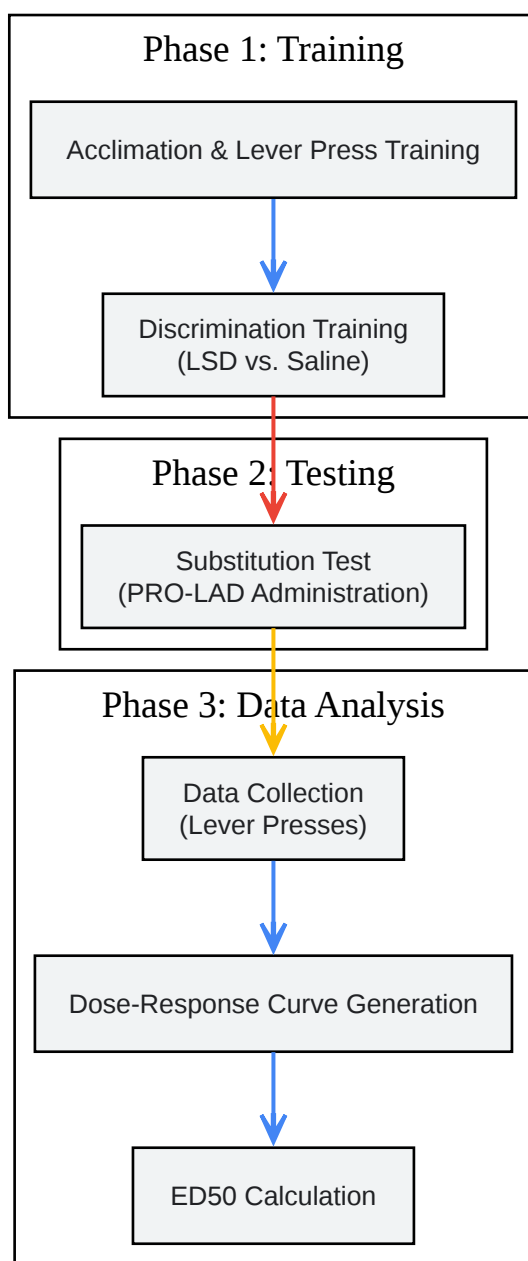 Phase 1: Training
Acclimation & Lever Press Training
Discrimination Training
(LSD vs. Saline)
Phase 2: Testing
Substitution Test
(PRO-LAD Administration)
Phase 3: Data Analysis
Data Collection
(Lever Presses)
Dose-Response Curve Generation
ED50 Calculation